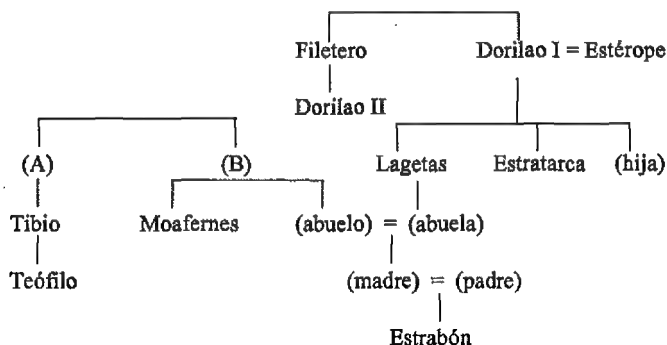 Filetero Dorilao I = Estérope
Dorilao II
(A) (B) Lagetas Estratarca (hija)
Tibio Moafernes (abuelo) = (abuela)
Teófilo (madre) = (padre)
Estrabón